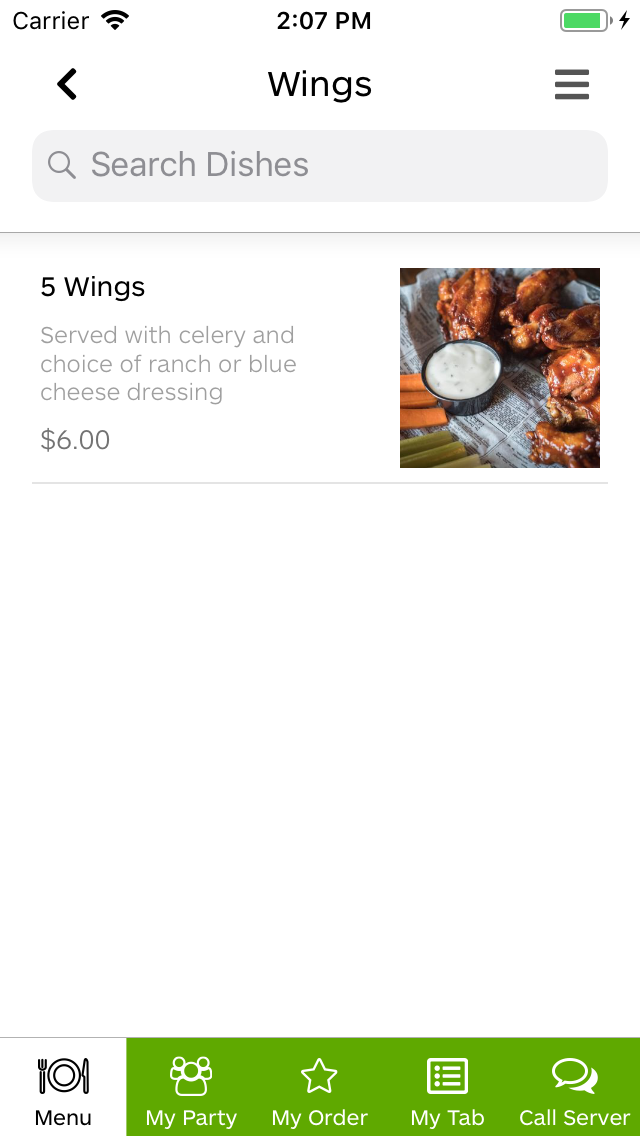 Carrier 2:07 PM
Wings
Search Dishes
5 Wings
Served with celery and
choice of ranch or blue
cheese dressing
$6.00
Menu My Party My Order My Tab Call Server